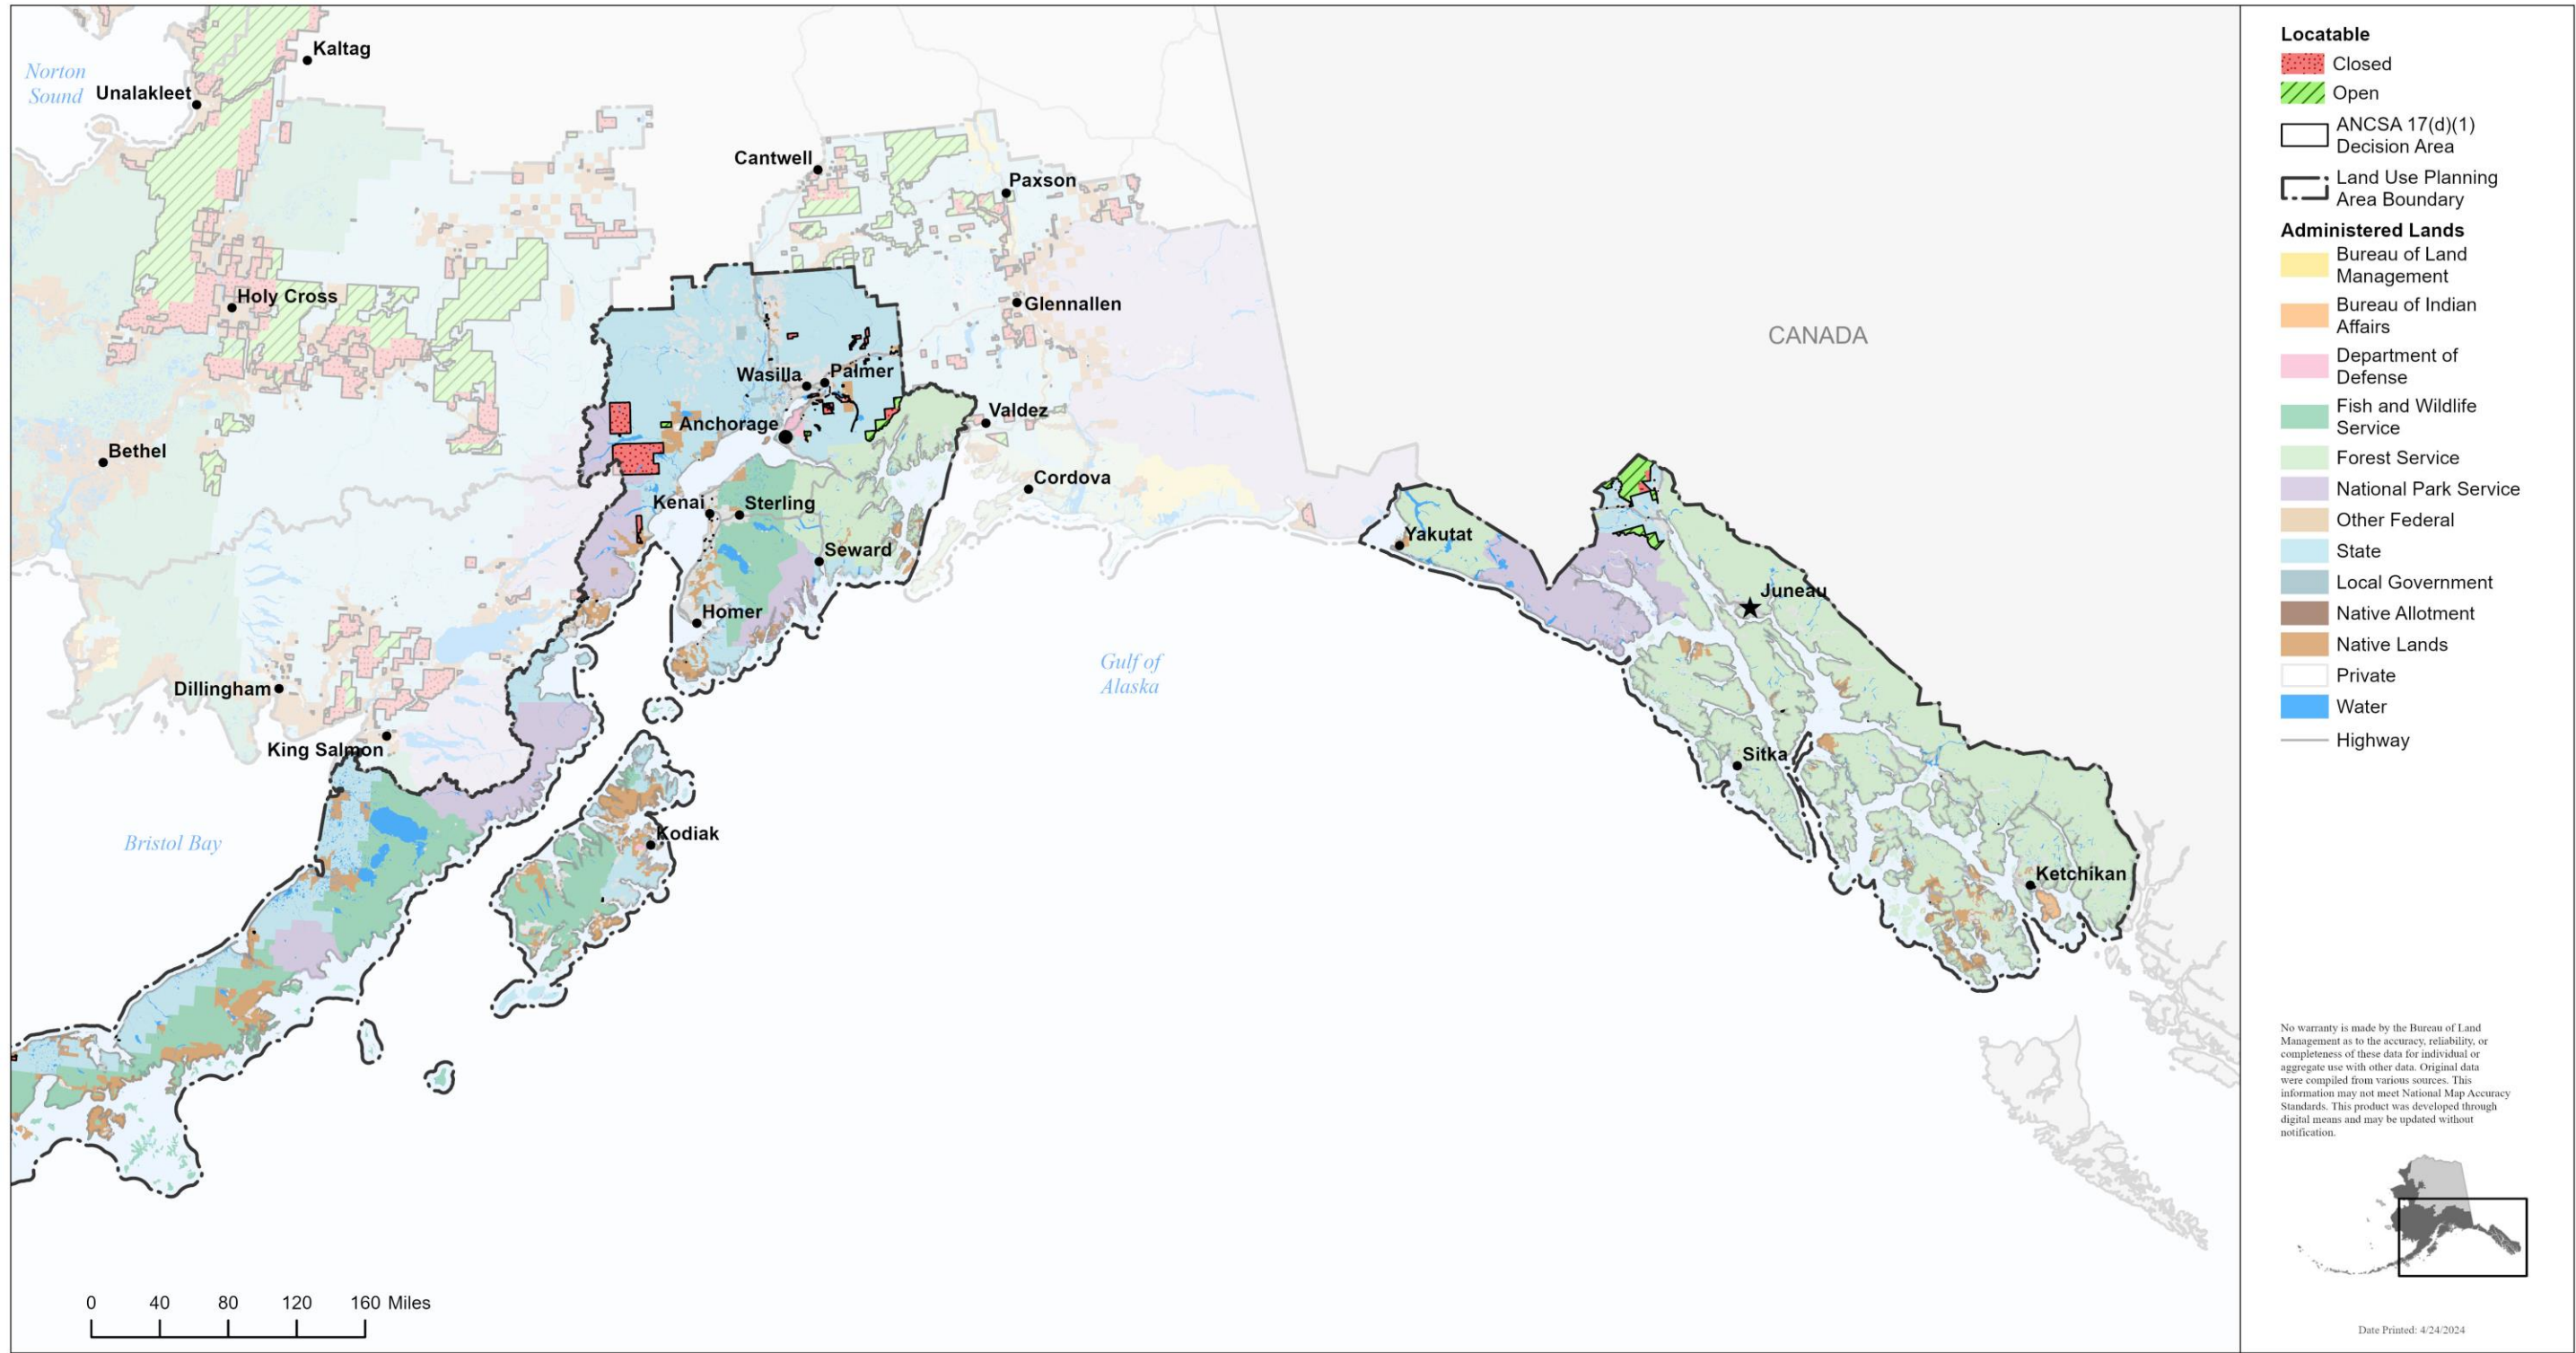 Kaltag
Norton
Sound
Unalakleet
Cantwell
Paxson
Holy Cross
Glennallen
CANADA
Wasilla
Palmer
Anchorage
Valdez
Bethel
Cordova
Kenai
Sterling
Yakutat
Seward
Juneau
Homer
Gulf of
Alaska
Dillingham
King Salmon
Sitka
Kodiak
Bristol Bay
Ketchikan
0 40 80 120 160 Miles
Locatable
Closed
Open
ANCSA 17(d)(1)
Decision Area
Land Use Planning
Area Boundary
Administered Lands
Bureau of Land
Management
Bureau of Indian
Affairs
Department of
Defense
Fish and Wildlife
Service
Forest Service
National Park Service
Other Federal
State
Local Government
Native Allotment
Native Lands
Private
Water
Highway
No warranty is made by the Bureau of Land
Management as to the accuracy, reliability, or
completeness of these data for individual or
aggregate use with other data. Original data
were compiled from various sources. This
information may not meet National Map Accuracy
Standards. This product was developed through
digital means and may be updated without
notification.
Date Printed: 4/24/2024